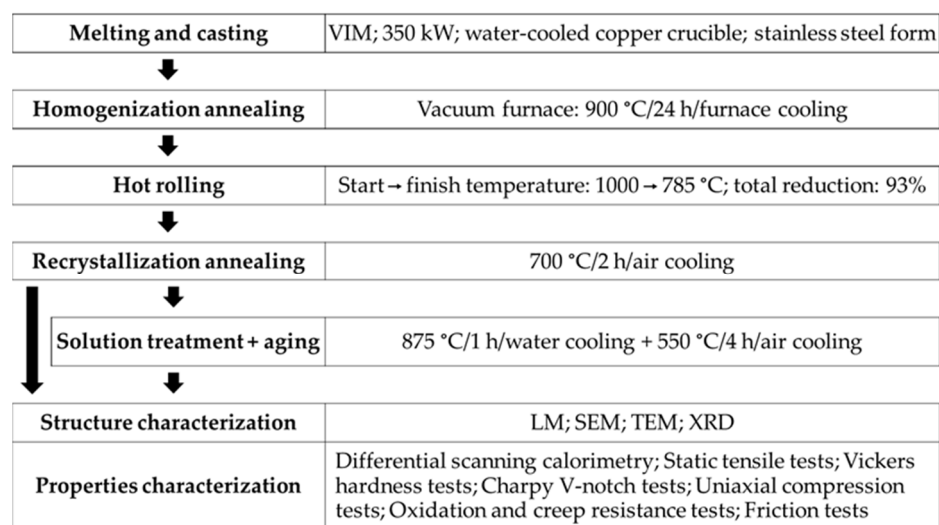 Melting and casting
VIM; 350 kW; water-cooled copper crucible; stainless steel form
Homogenization annealing
Vacuum furnace: 900 °C/24 h/furnace cooling
Hot rolling
Start → finish temperature: 1000 → 785 °C; total reduction: 93%
Recrystallization annealing
700 °C/2 h/air cooling
Solution treatment + aging
875 °C/1 h/water cooling + 550 °C/4 h/air cooling
Structure characterization
LM; SEM; TEM; XRD
Properties characterization
Differential scanning calorimetry; Static tensile tests; Vickers
hardness tests; Charpy V-notch tests; Uniaxial compression
tests; Oxidation and creep resistance tests; Friction tests